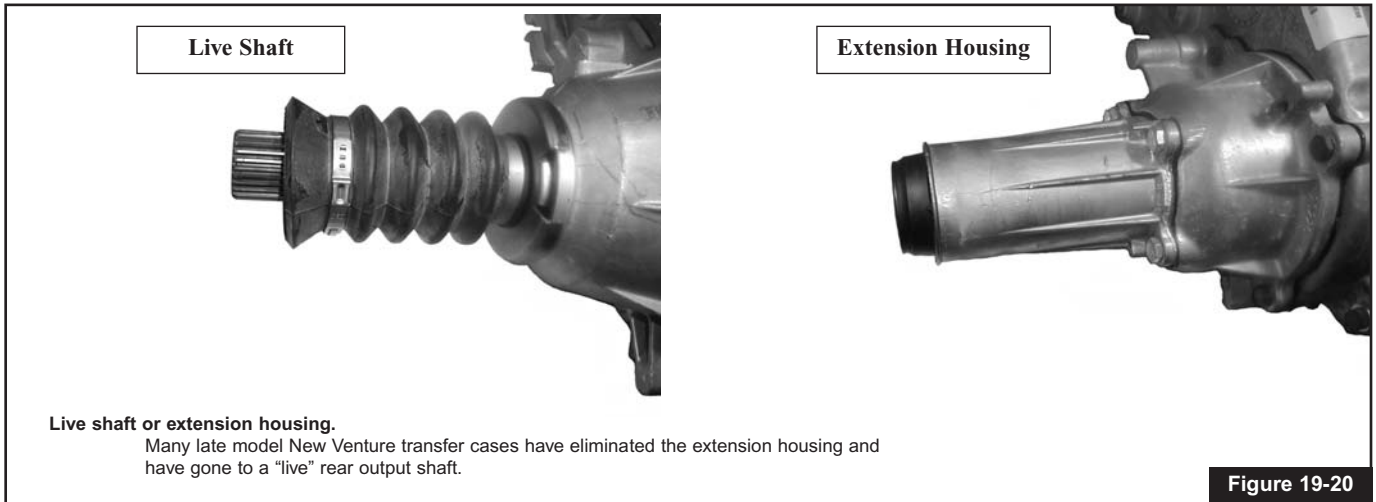 Live Shaft
Extension Housing
Live shaft or extension housing.
Many late model New Venture transfer cases have eliminated the extension housing and
have gone to a “live” rear output shaft.
Figure 19-20